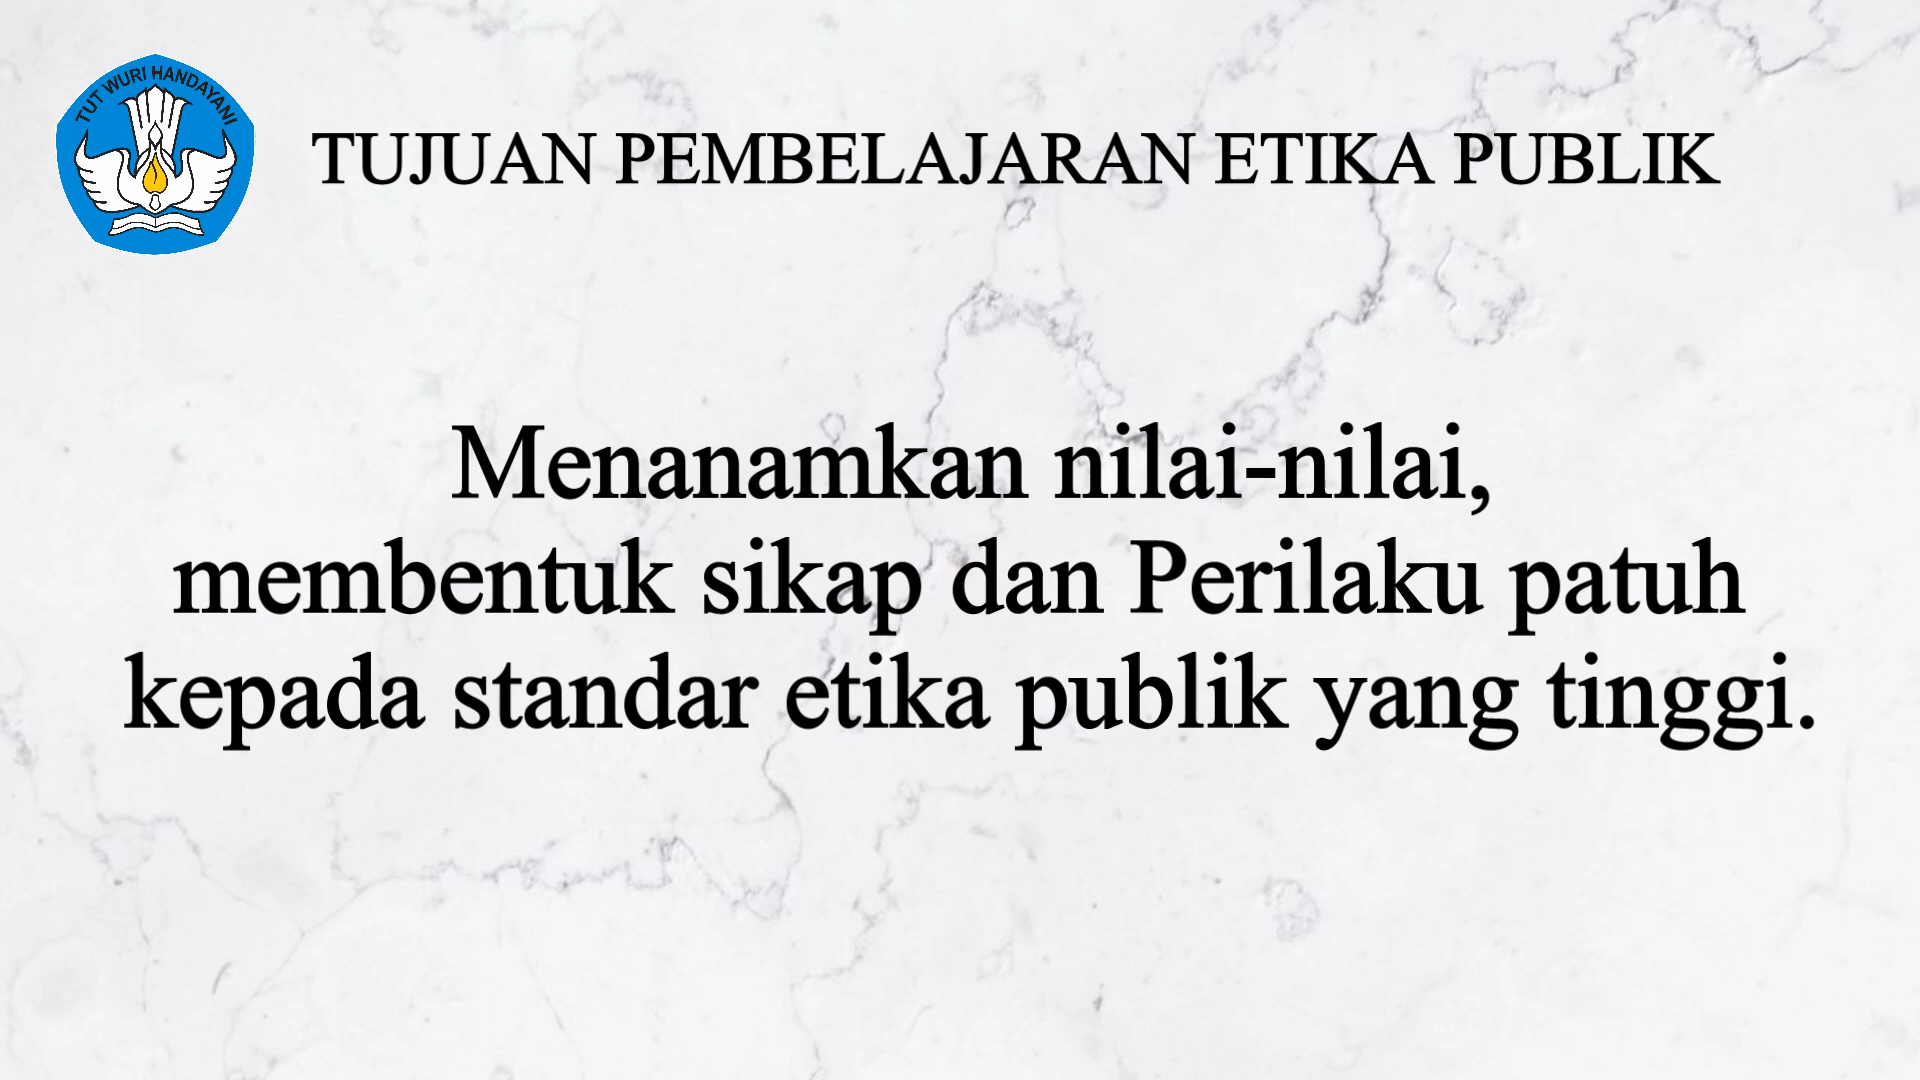 TUT WURI HANDAYANI
TUJUAN PEMBELAJARAN ETIKA PUBLIK
Menanamkan nilai-nilai,
membentuk sikap dan Perilaku patuh
kepada standar etika publik yang tinggi.